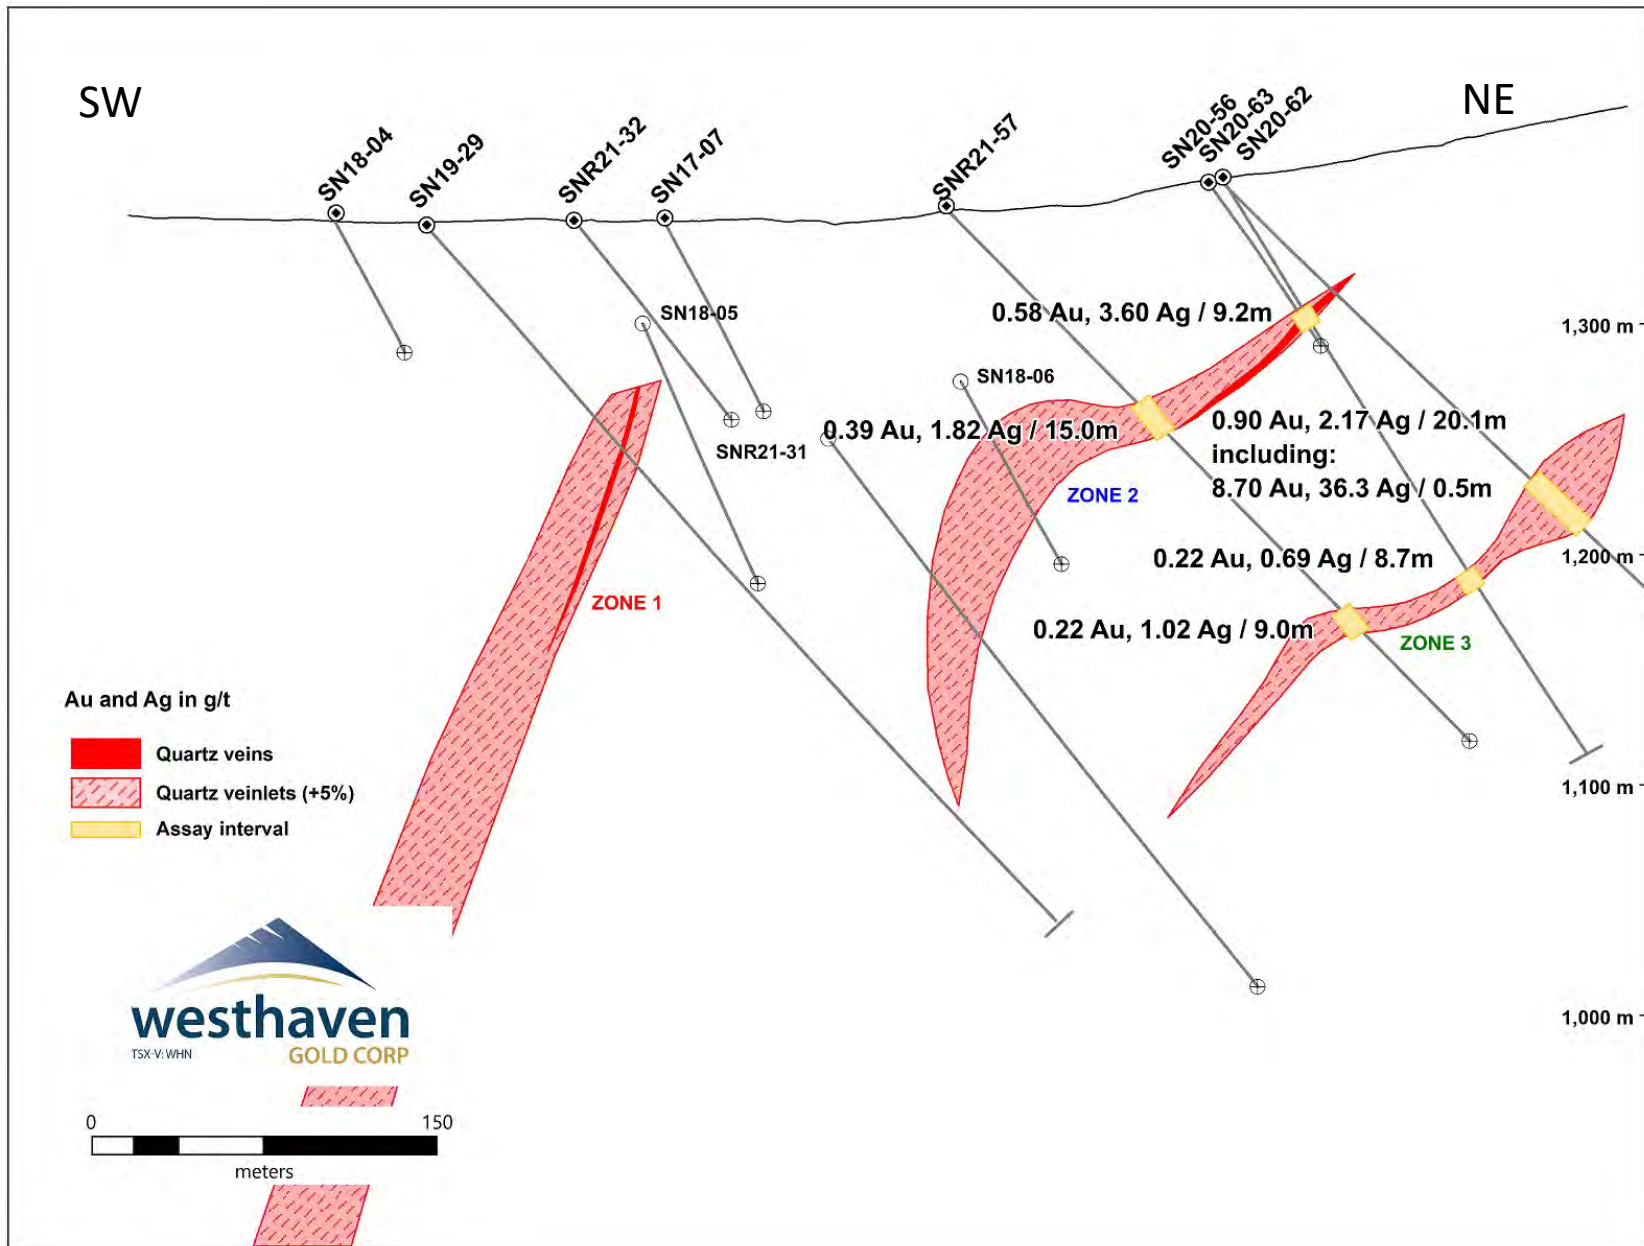 SW
NE
SN18-04
SN19-29
SNR21-32
SN17-07
SNR21-57
SN20-56
SN20-63
SN20-62
SN18-05
0.58 Au, 3.60 Ag / 9.2m
1,300 m
SN18-06
0.39 Au, 1.82 Ag / 15.0m
SNR21-31
0.90 Au, 2.17 Ag / 20.1m
including:
8.70 Au, 36.3 Ag / 0.5m
ZONE 2
0.22 Au, 0.69 Ag / 8.7m
1,200 m
ZONE 1
0.22 Au, 1.02 Ag / 9.0m
ZONE 3
Au and Ag in g/t
Quartz veins
Quartz veinlets (+5%)
Assay interval
1,100 m
westhaven
TSX-V: WHN
GOLD CORP
1,000 m
0
150
meters